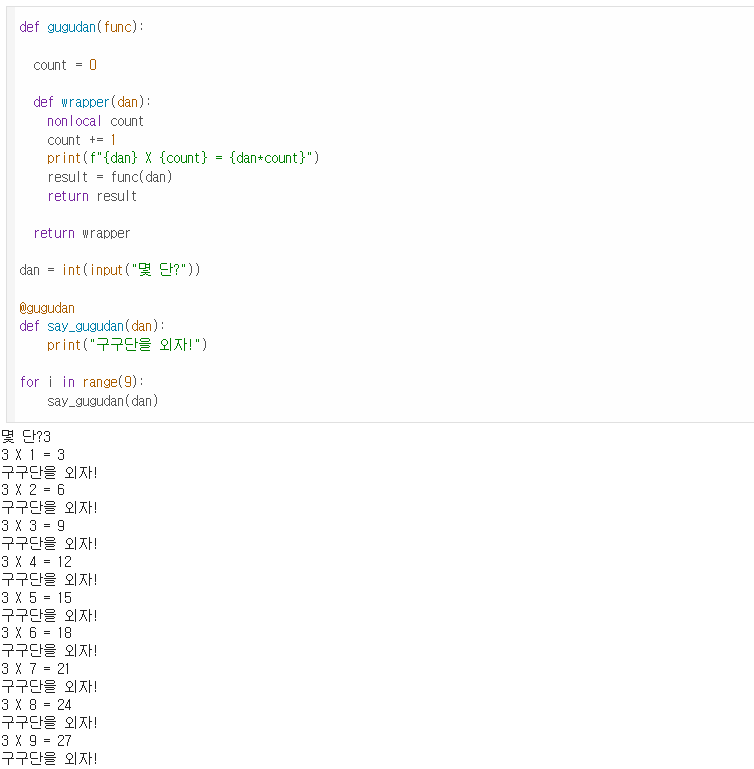 def gugudan(func):
count = 0
def wrapper(dan):
nonlocal count
count += 1
print(f"{dan} X {count} = {dan*count}")
result = func(dan)
return result
return wrapper
dan = int(input("몇 단?"))
@gugudan
def say_gugudan(dan):
print("구구단을 외자!")
for i in range(9):
say_gugudan(dan)
몇 단?3
3 X 1 = 3
구구단을 외자!
3 X 2 = 6
구구단을 외자!
3 X 3 = 9
구구단을 외자!
3 X 4 = 12
구구단을 외자!
3 X 5 = 15
구구단을 외자!
3 X 6 = 18
구구단을 외자!
3 X 7 = 21
구구단을 외자!
3 X 8 = 24
구구단을 외자!
3 X 9 = 27
구구단을 외자!